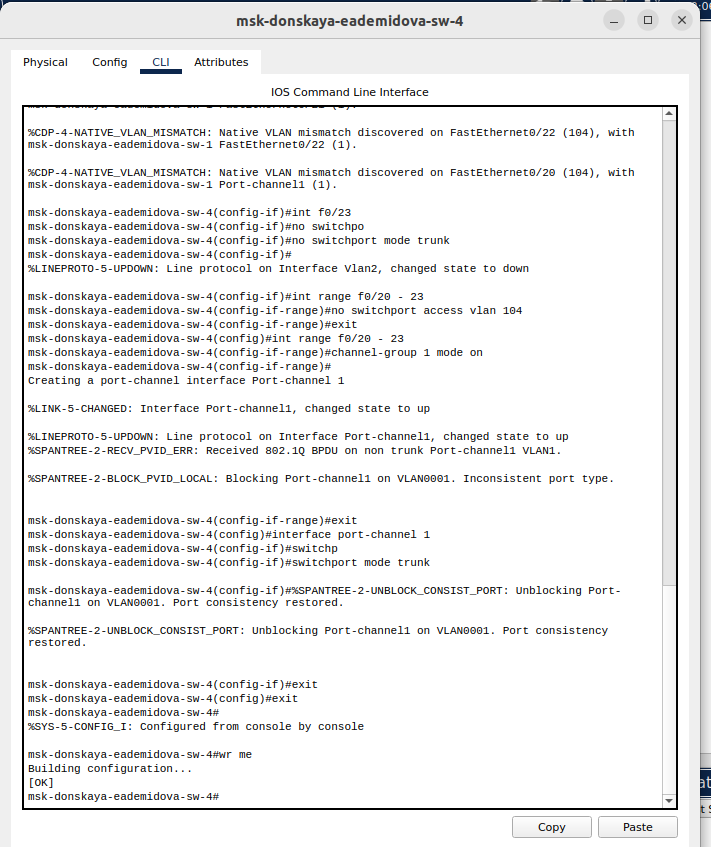 msk-donskaya-eademidova-sw-4
Physical Config CLI Attributes
IOS Command Line Interface
%CDP-4-NATIVE_VLAN_MISMATCH: Native VLAN mismatch discovered on FastEthernet0/22 (104), with
msk-donskaya-eademidova-sw-1 FastEthernet0/22 (1).
%CDP-4-NATIVE_VLAN_MISMATCH: Native VLAN mismatch discovered on FastEthernet0/20 (104), with
msk-donskaya-eademidova-sw-1 Port-channel1 (1).
msk-donskaya-eademidova-sw-4(config-if)#int f0/23
msk-donskaya-eademidova-sw-4(config-if)#no switchpo
msk-donskaya-eademidova-sw-4(config-if)#no switchport mode trunk
msk-donskaya-eademidova-sw-4(config-if)#
%LINEPROTO-5-UPDOWN: Line protocol on Interface Vlan2, changed state to down
msk-donskaya-eademidova-sw-4(config-if)#int range f0/20 - 23
msk-donskaya-eademidova-sw-4(config-if-range)#no switchport access vlan 104
msk-donskaya-eademidova-sw-4(config-if-range)#exit
msk-donskaya-eademidova-sw-4(config)#int range f0/20 - 23
msk-donskaya-eademidova-sw-4(config-if-range)#channel-group 1 mode on
msk-donskaya-eademidova-sw-4(config-if-range)#
Creating a port-channel interface Port-channel 1
%LINK-5-CHANGED: Interface Port-channel1, changed state to up
%LINEPROTO-5-UPDOWN: Line protocol on Interface Port-channel1, changed state to up
%SPANTREE-2-RECV_PVID_ERR: Received 802.1Q BPDU on non trunk Port-channel1 VLAN1.
%SPANTREE-2-BLOCK_PVID_LOCAL: Blocking Port-channel1 on VLAN0001. Inconsistent port type.
msk-donskaya-eademidova-sw-4(config-if-range)#exit
msk-donskaya-eademidova-sw-4(config)#interface port-channel 1
msk-donskaya-eademidova-sw-4(config-if)#switchp
msk-donskaya-eademidova-sw-4(config-if)#switchport mode trunk
msk-donskaya-eademidova-sw-4(config-if)#%SPANTREE-2-UNBLOCK_CONSIST_PORT: Unblocking Port-
channel1 on VLAN0001. Port consistency restored.
%SPANTREE-2-UNBLOCK_CONSIST_PORT: Unblocking Port-channel1 on VLAN0001. Port consistency
restored.
msk-donskaya-eademidova-sw-4(config-if)#exit
msk-donskaya-eademidova-sw-4(config)#exit
msk-donskaya-eademidova-sw-4#
%SYS-5-CONFIG_I: Configured from console by console
msk-donskaya-eademidova-sw-4#wr me
Building configuration...
[OK]
msk-donskaya-eademidova-sw-4#
Copy Paste